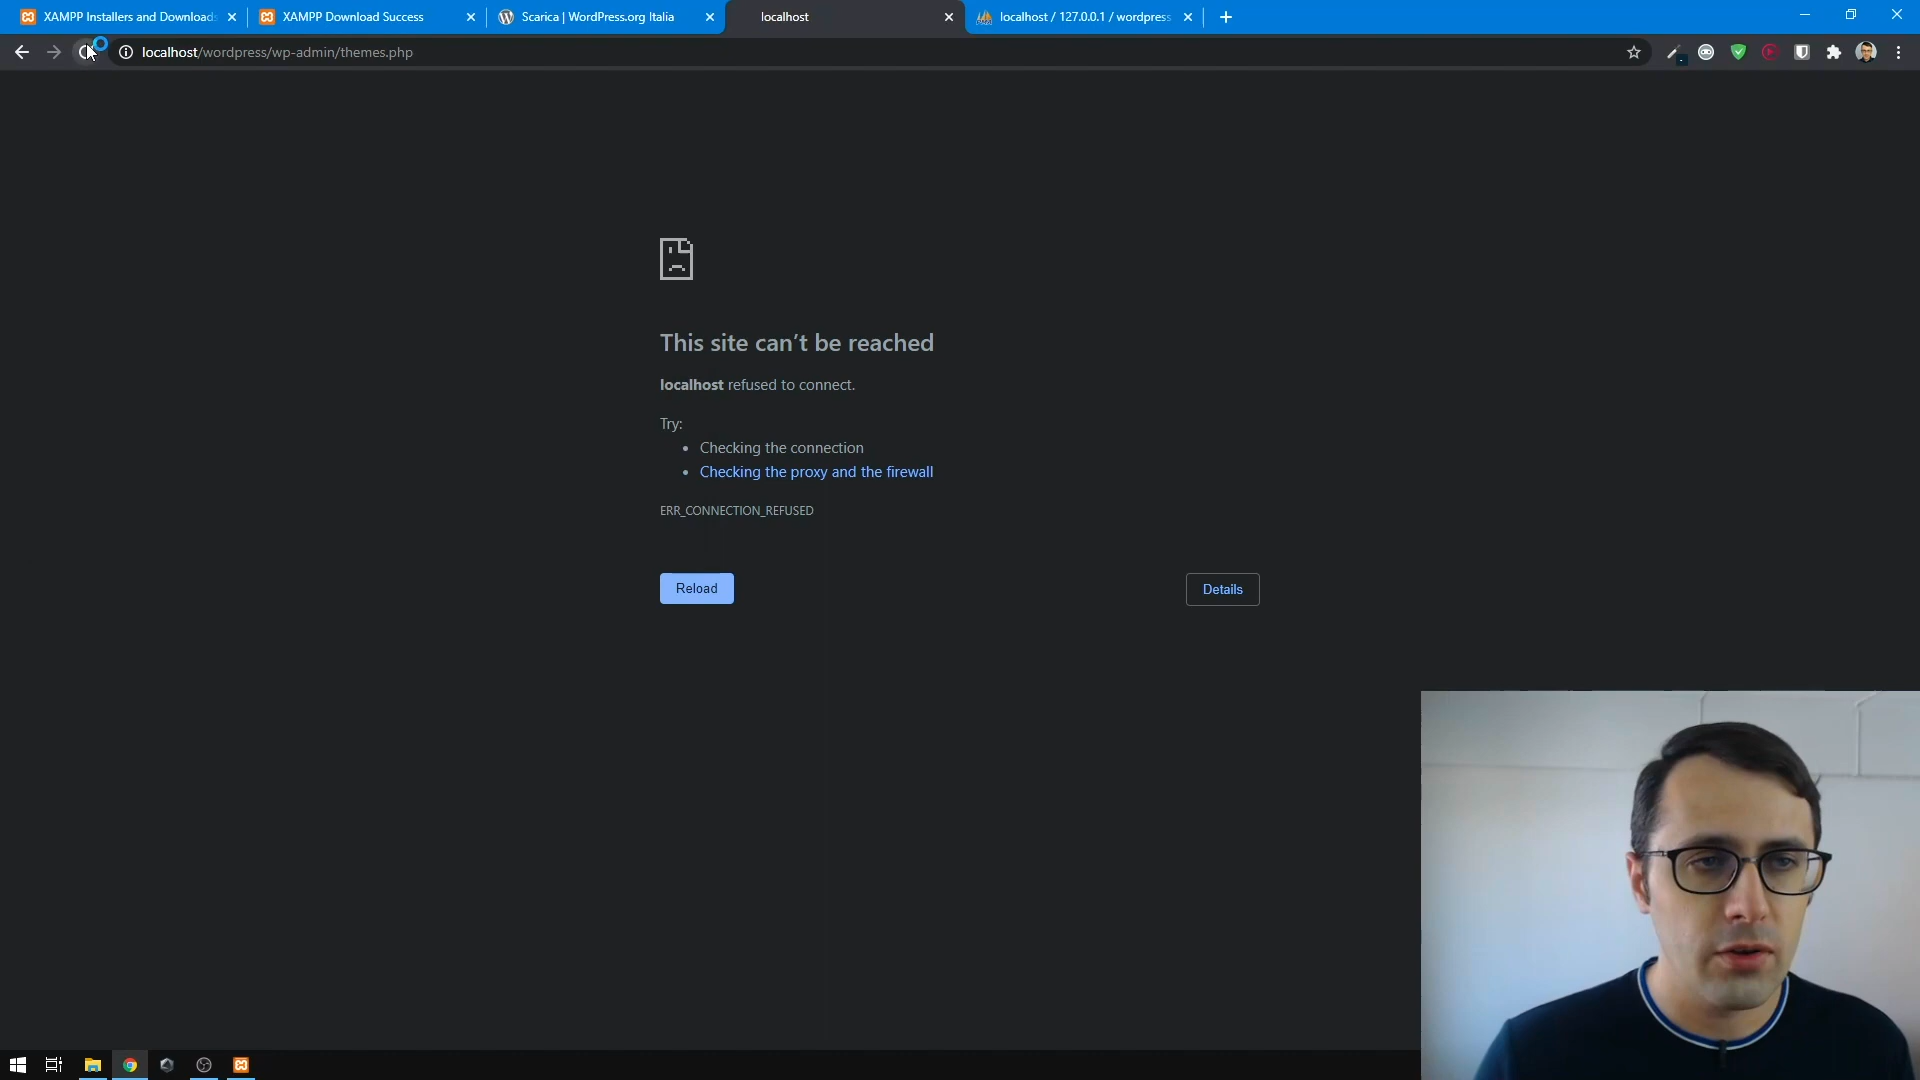 XAMPP Installers and Downloads
XAMPP Download Success
Scarica | WordPress.org Italia
localhost
localhost / 127.0.0.1 / wordpress
localhost/wordpress/wp-admin/themes.php
This site can’t be reached
localhost refused to connect.
Try:
• Checking the connection
• Checking the proxy and the firewall
ERR_CONNECTION_REFUSED
Reload
Details